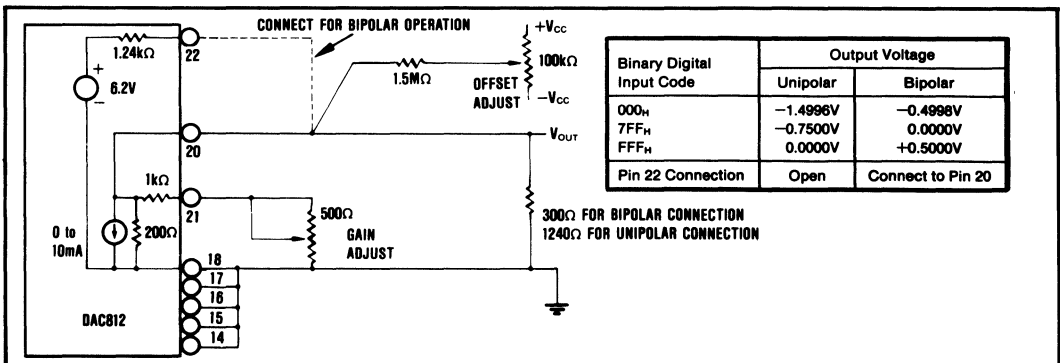 CONNECT FOR BIPOLAR OPERATION
22
1.24kΩ
+
6.2V
−
1.5MΩ
+Vcc
100kΩ
OFFSET
ADJUST
−Vcc
20
VOUT
1kΩ
21
0 to
10mA
200Ω
500Ω
GAIN
ADJUST
300Ω FOR BIPOLAR CONNECTION
1240Ω FOR UNIPOLAR CONNECTION
18
17
16
15
14
DAC812
Binary Digital
Input Code
Output Voltage
Unipolar Bipolar
000H −1.4996V −0.4998V
7FFH −0.7500V 0.0000V
FFFH 0.0000V +0.5000V
Pin 22 Connection Open Connect to Pin 20